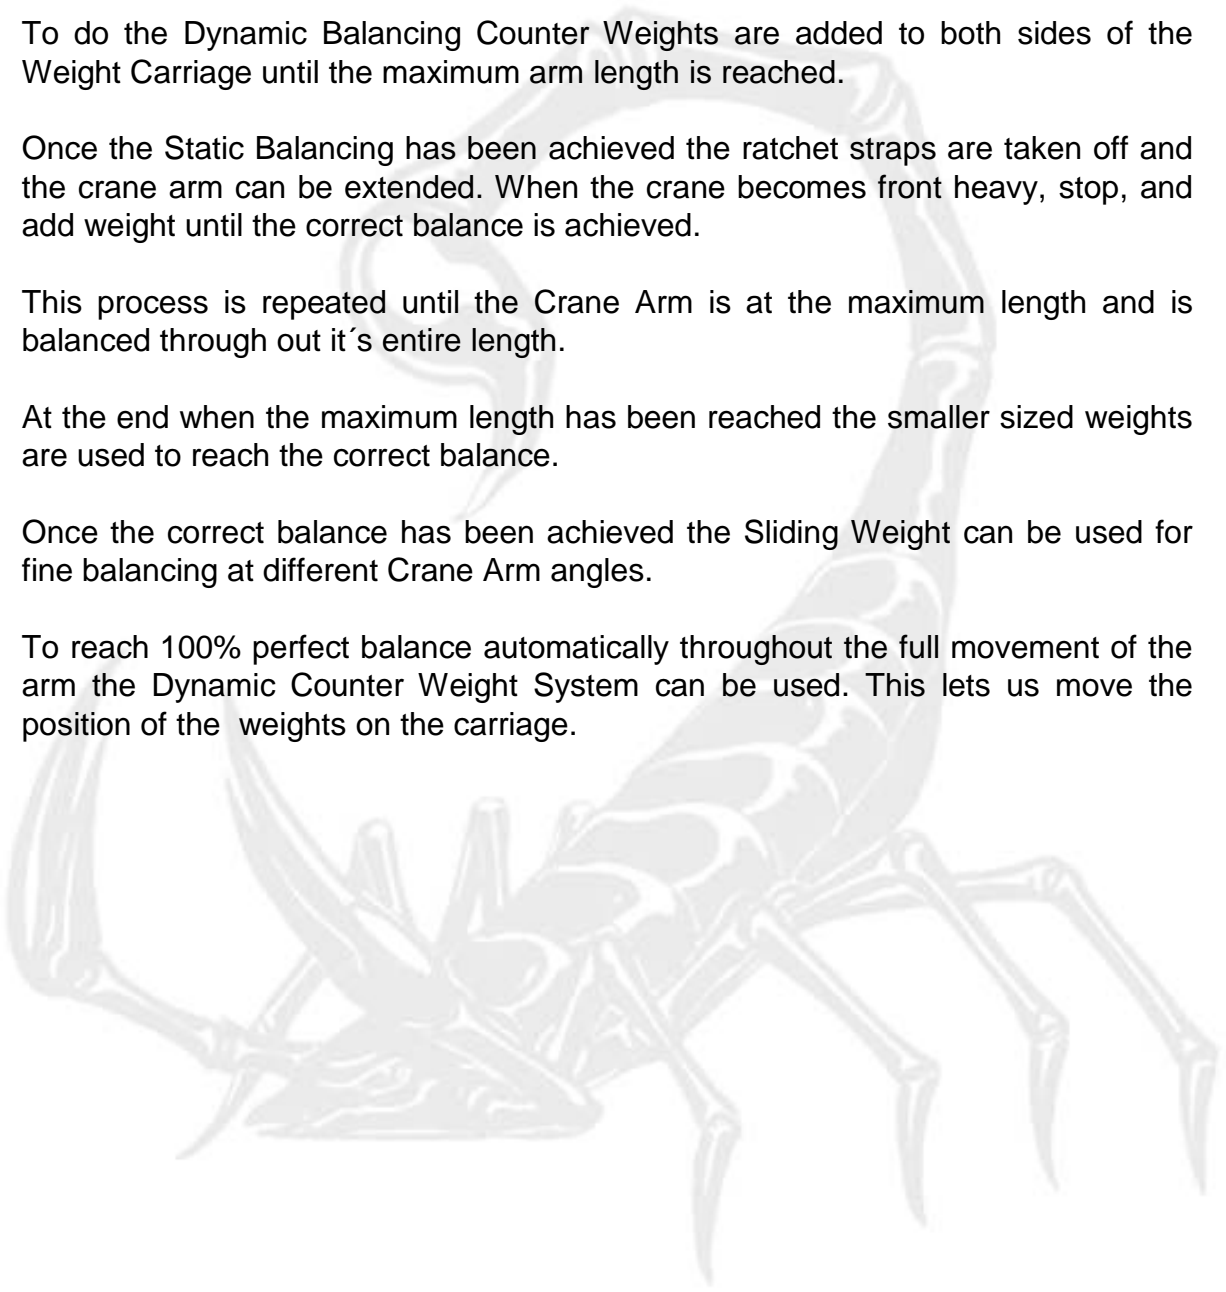 To do the Dynamic Balancing Counter Weights are added to both sides of the
Weight Carriage until the maximum arm length is reached.
Once the Static Balancing has been achieved the ratchet straps are taken off and
the crane arm can be extended. When the crane becomes front heavy, stop, and
add weight until the correct balance is achieved.
This process is repeated until the Crane Arm is at the maximum length and is
balanced through out it´s entire length.
At the end when the maximum length has been reached the smaller sized weights
are used to reach the correct balance.
Once the correct balance has been achieved the Sliding Weight can be used for
fine balancing at different Crane Arm angles.
To reach 100% perfect balance automatically throughout the full movement of the
arm the Dynamic Counter Weight System can be used. This lets us move the
position of the  weights on the carriage.